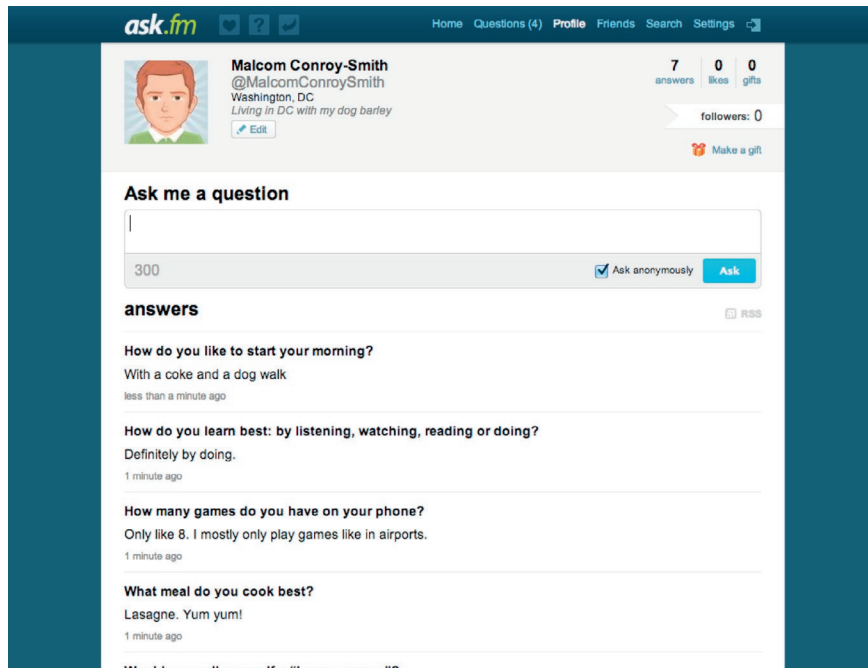 ask.fm Home Questions (4) Profile Friends Search Settings
Malcom Conroy-Smith
@MalcomConroySmith
Washington, DC
Living in DC with my dog barley
Edit
7 0 0
answers likes gifts
followers: 0
Make a gift
Ask me a question
300 Ask anonymously Ask
answers RSS
How do you like to start your morning?
With a coke and a dog walk
less than a minute ago
How do you learn best: by listening, watching, reading or doing?
Definitely by doing.
1 minute ago
How many games do you have on your phone?
Only like 8. I mostly only play games like in airports.
1 minute ago
What meal do you cook best?
Lasagne. Yum yum!
1 minute ago